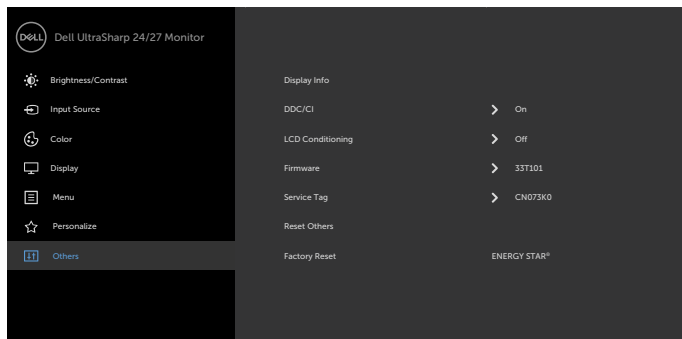 DELL Dell UltraSharp 24/27 Monitor
Brightness/Contrast
Input Source
Color
Display
Menu
Personalize
Others
Display Info
DDC/CI On
LCD Conditioning Off
Firmware 33T101
Service Tag CN073K0
Reset Others
Factory Reset ENERGY STAR®